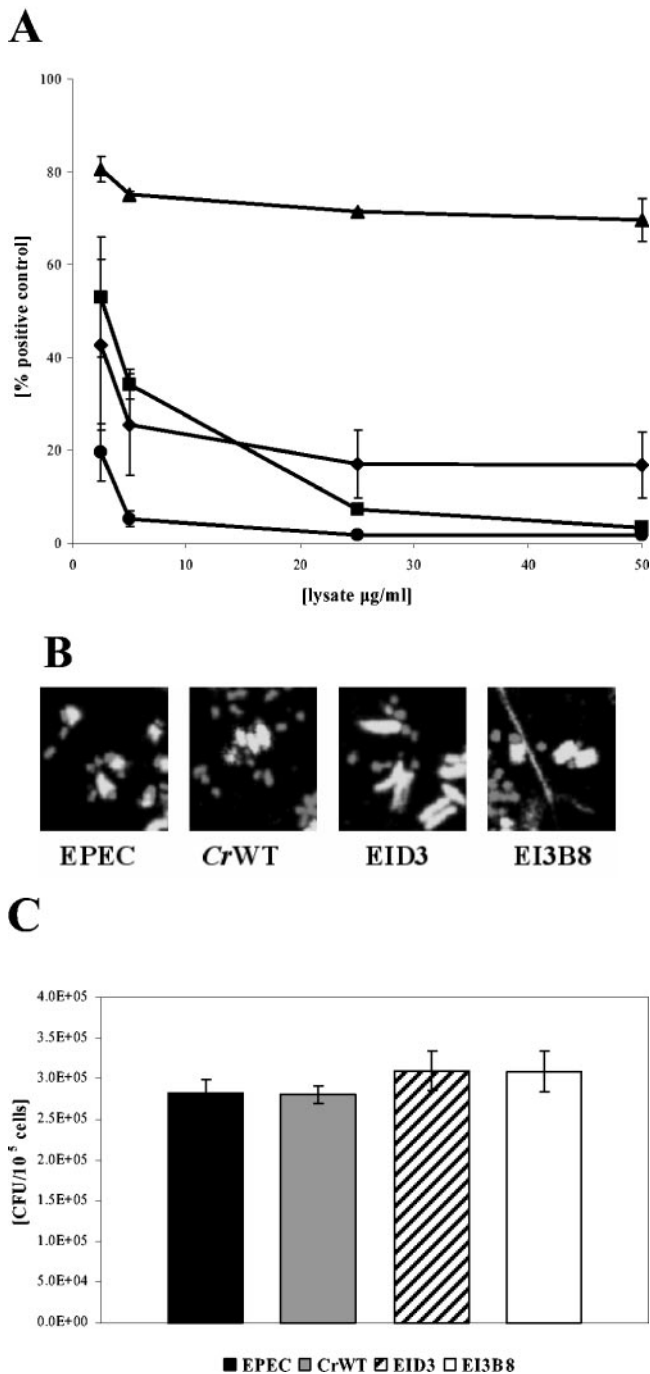 A
[% positive control]
100
80
60
40
20
0
0 10 20 30 40 50
[lysate µg/ml]
B
EPEC CrWT EID3 EI3B8
C
[CFU/10 5 cells]
4.0E+05
3.5E+05
3.0E+05
2.5E+05
2.0E+05
1.5E+05
1.0E+05
5.0E+04
0.0E+00
EPEC CrWT EID3 EI3B8